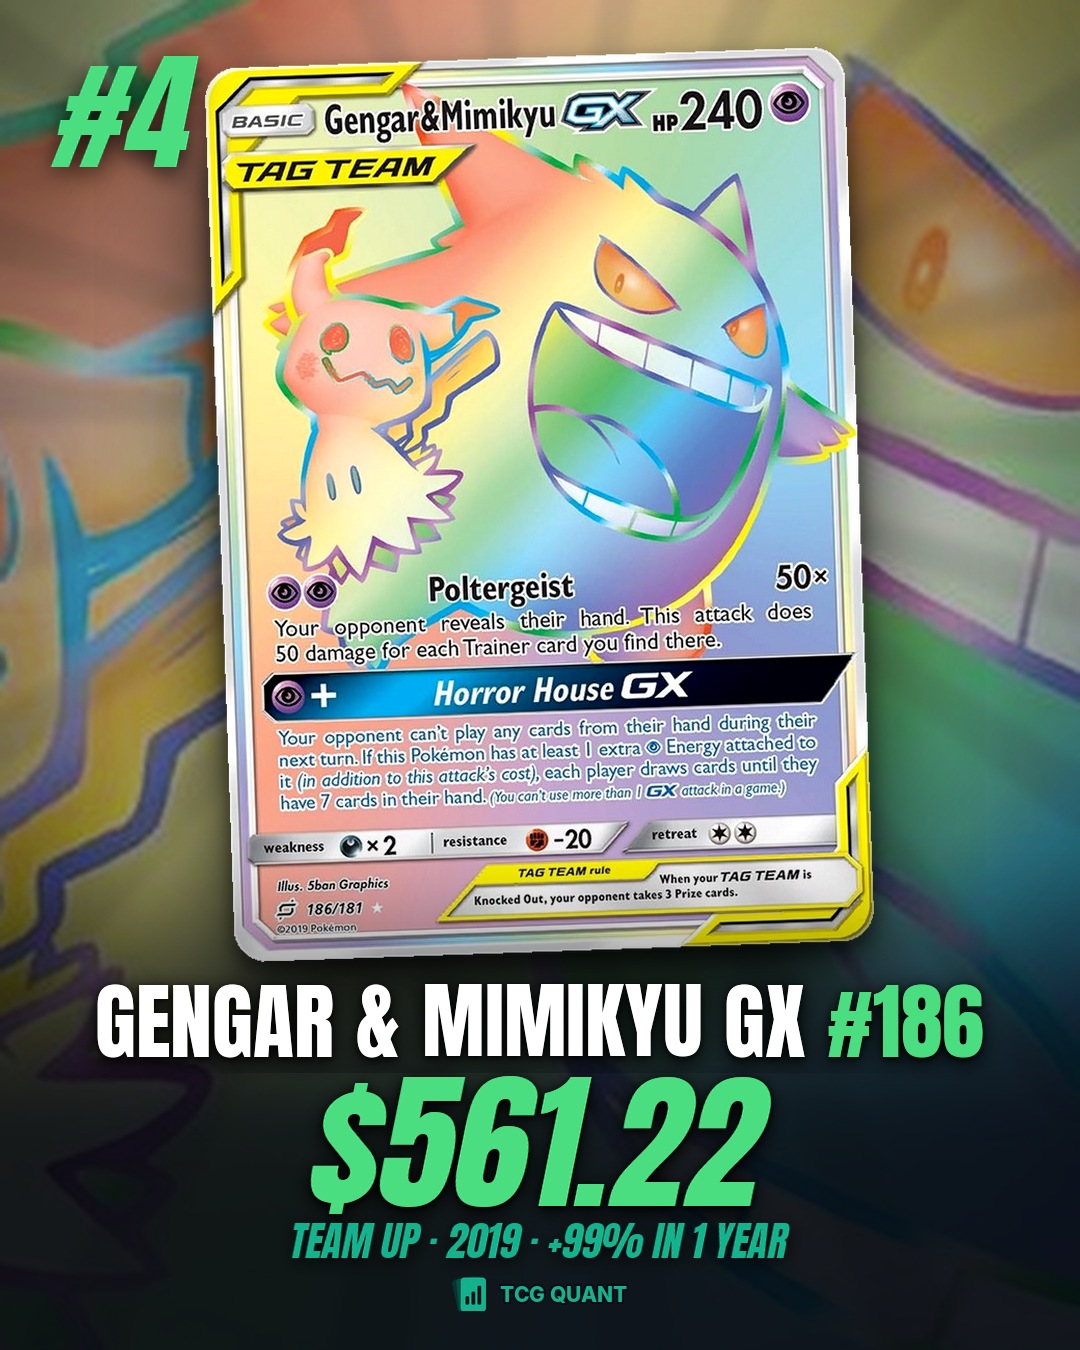 #4
BASIC Gengar&Mimikyu GX HP 240
TAG TEAM
Poltergeist 50×
Your opponent reveals their hand. This attack does
50 damage for each Trainer card you find there.
+ Horror House GX
Your opponent can't play any cards from their hand during their
next turn. If this Pokémon has at least 1 extra Energy attached to
it (in addition to this attack's cost), each player draws cards until they
have 7 cards in their hand. (You can't use more than 1 GX attack in a game.)
weakness ×2 resistance -20 retreat
TAG TEAM rule
When your TAG TEAM is
Knocked Out, your opponent takes 3 Prize cards.
Illus. 5ban Graphics
186/181
©2019 Pokémon
GENGAR & MIMIKYU GX #186
$561.22
TEAM UP · 2019 · +99% IN 1 YEAR
TCG QUANT